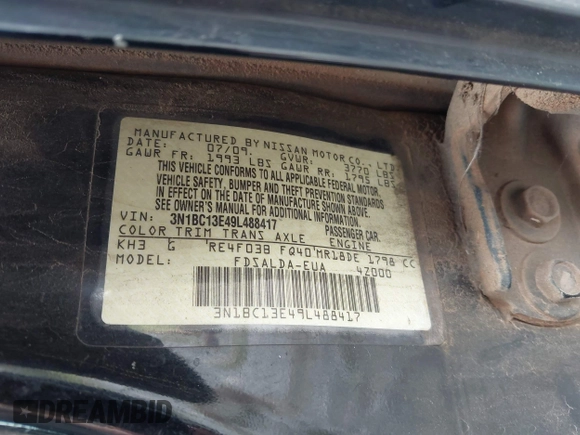 MANUFACTURED BY NISSAN MOTOR CO., LTD.
DATE: 07/09. GVWR: 3770 LBS
GAWR FR: 1993 LBS GAWR RR: 1795 LBS
THIS VEHICLE CONFORMS TO ALL APPLICABLE FEDERAL MOTOR
VEHICLE SAFETY, BUMPER AND THEFT PREVENTION STANDARDS
IN EFFECT ON THE DATE OF MANUFACTURE SHOWN ABOVE.
SEE OWNER'S MANUAL FOR ADDITIONAL INFORMATION.
VIN: 3N1BC13E49L488417 PASSENGER CAR.
COLOR TRIM TRANS AXLE ENGINE
KH3 G RE4F03B FQ40 MR18DE 1798 CC
MODEL: FDSALDA-EUA 4Z000
3N1BC13E49L488417
DREAMBID